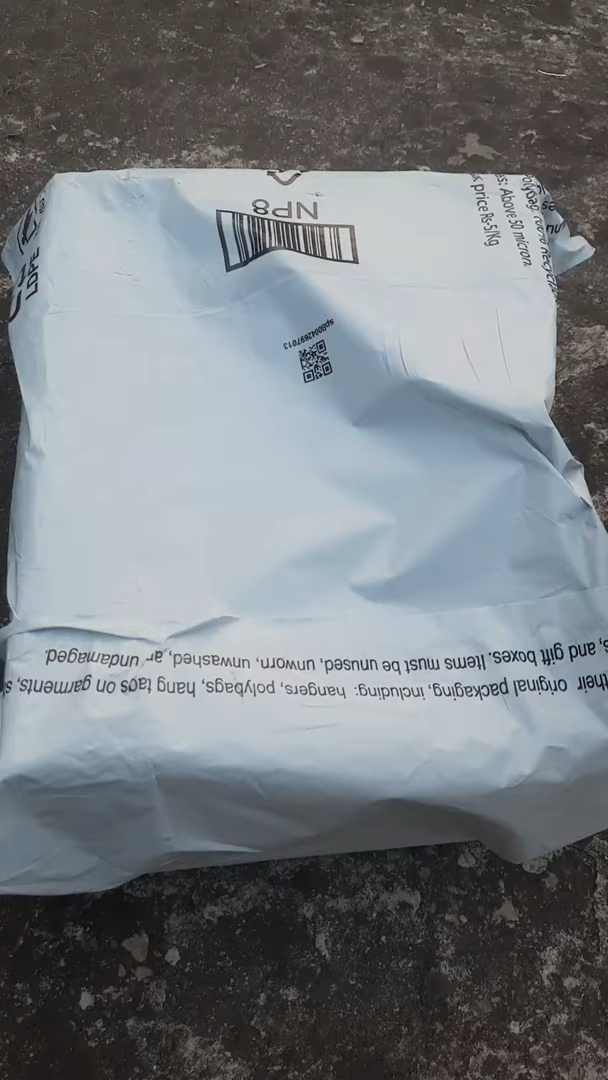 their original packaging, including: hangers, polybags, hang tags on garments,
and gift boxes. Items must be unused, unworn, unwashed, undamaged.
sp80042697013
NP8
LDPE
Above 50 micron
price Rs-5/Kg